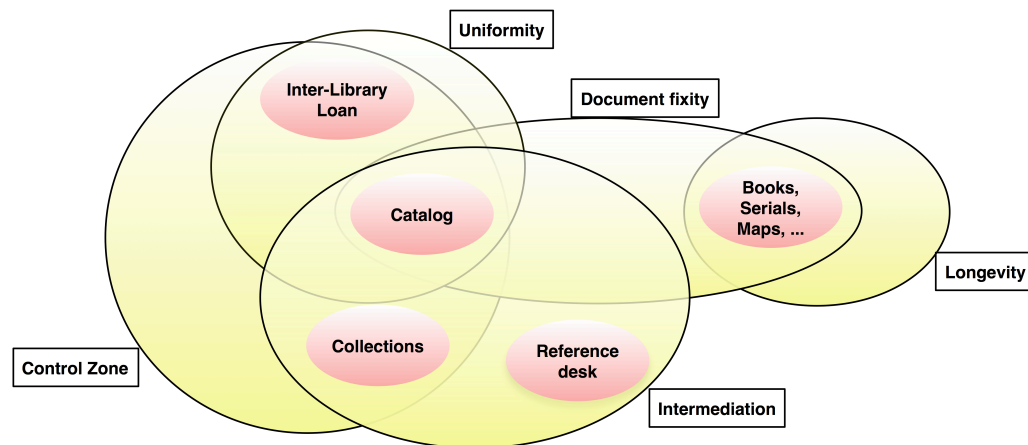 Uniformity
Inter-Library
Loan
Document fixity
Catalog
Books,
Serials,
Maps, ...
Longevity
Collections
Reference
desk
Control Zone
Intermediation